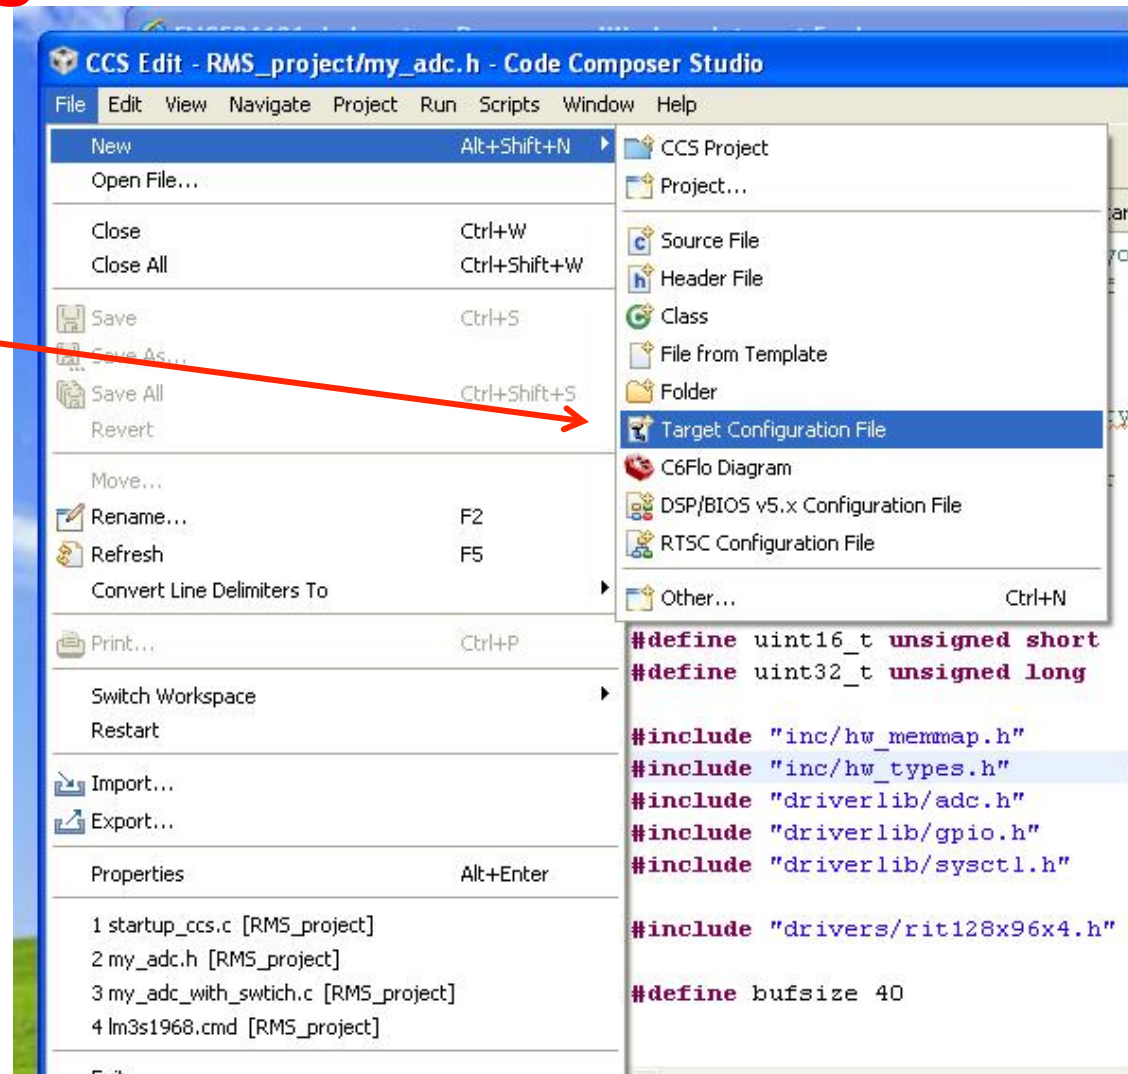 CCS Edit - RMS_project/my_adc.h - Code Composer Studio
File Edit View Navigate Project Run Scripts Window Help
New Alt+Shift+N
Open File...
Close Ctrl+W
Close All Ctrl+Shift+W
Save Ctrl+S
Save As...
Save All Ctrl+Shift+S
Revert
Move...
Rename... F2
Refresh F5
Convert Line Delimiters To
Print... Ctrl+P
Switch Workspace
Restart
Import...
Export...
Properties Alt+Enter
1 startup_ccs.c [RMS_project]
2 my_adc.h [RMS_project]
3 my_adc_with_swtich.c [RMS_project]
4 lm3s1968.cmd [RMS_project]
CCS Project
Project...
Source File
Header File
Class
File from Template
Folder
Target Configuration File
C6Flo Diagram
DSP/BIOS v5.x Configuration File
RTSC Configuration File
Other... Ctrl+N
#define uint16_t unsigned short
#define uint32_t unsigned long
#include "inc/hw_memmap.h"
#include "inc/hw_types.h"
#include "driverlib/adc.h"
#include "driverlib/gpio.h"
#include "driverlib/sysctl.h"
#include "drivers/rit128x96x4.h"
#define bufsize 40